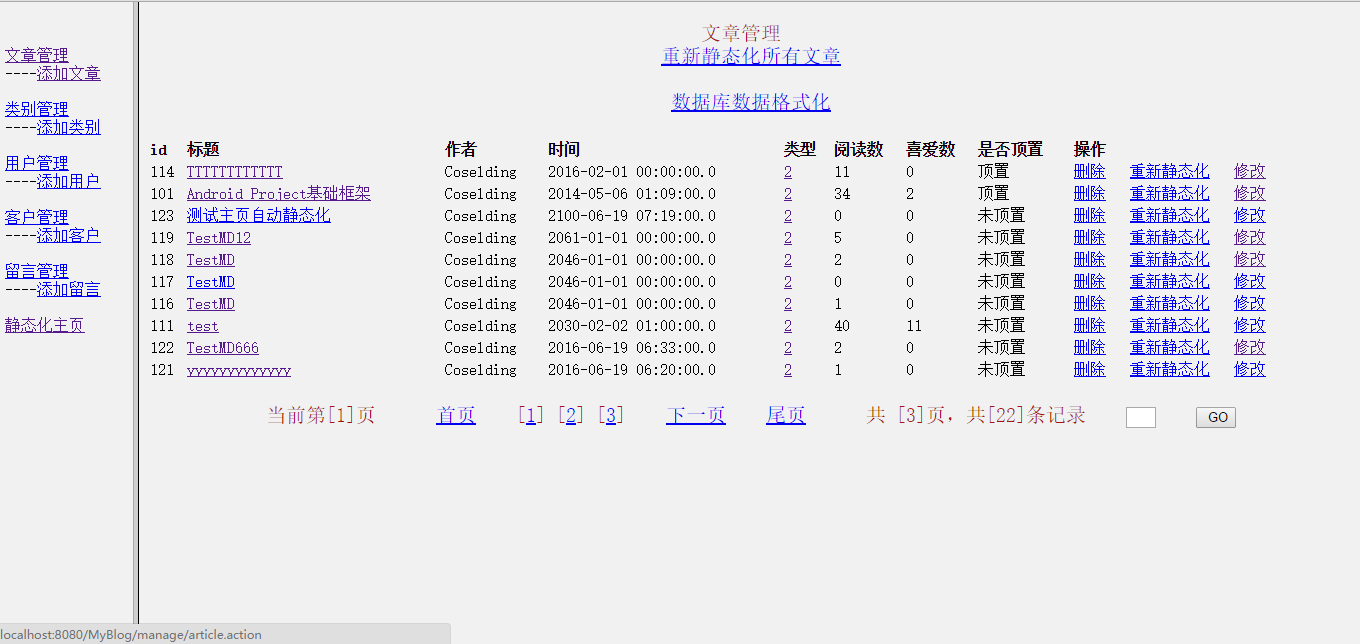 文章管理
----添加文章
类别管理
----添加类别
用户管理
----添加用户
客户管理
----添加客户
留言管理
----添加留言
静态化主页
文章管理
重新静态化所有文章
数据库数据格式化
id 标题 作者 时间 类型 阅读数 喜爱数 是否顶置 操作
114 TTTTTTTTTTTT Coselding 2016-02-01 00:00:00.0 2 11 0 顶置 删除 重新静态化 修改
101 Android Project基础框架 Coselding 2014-05-06 01:09:00.0 2 34 2 顶置 删除 重新静态化 修改
123 测试主页自动静态化 Coselding 2100-06-19 07:19:00.0 2 0 0 未顶置 删除 重新静态化 修改
119 TestMD12 Coselding 2061-01-01 00:00:00.0 2 5 0 未顶置 删除 重新静态化 修改
118 TestMD Coselding 2046-01-01 00:00:00.0 2 2 0 未顶置 删除 重新静态化 修改
117 TestMD Coselding 2046-01-01 00:00:00.0 2 0 0 未顶置 删除 重新静态化 修改
116 TestMD Coselding 2046-01-01 00:00:00.0 2 1 0 未顶置 删除 重新静态化 修改
111 test Coselding 2030-02-02 01:00:00.0 2 40 11 未顶置 删除 重新静态化 修改
122 TestMD666 Coselding 2016-06-19 06:33:00.0 2 2 0 未顶置 删除 重新静态化 修改
121 yyyyyyyyyyyyy Coselding 2016-06-19 06:20:00.0 2 1 0 未顶置 删除 重新静态化 修改
当前第[1]页 首页 [1] [2] [3] 下一页 尾页 共 [3]页，共[22]条记录 GO
localhost:8080/MyBlog/manage/article.action